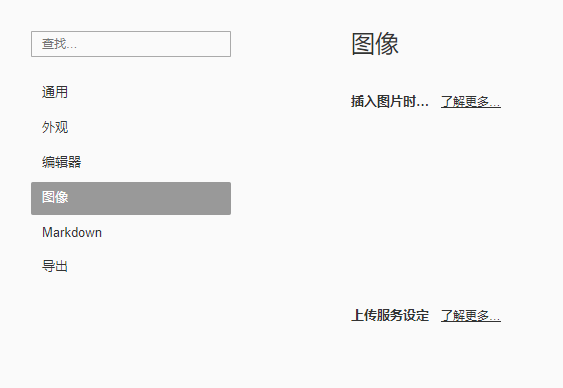 查找...
通用
外观
编辑器
图像
Markdown
导出
图像
插入图片时... 了解更多...
上传服务设定 了解更多...